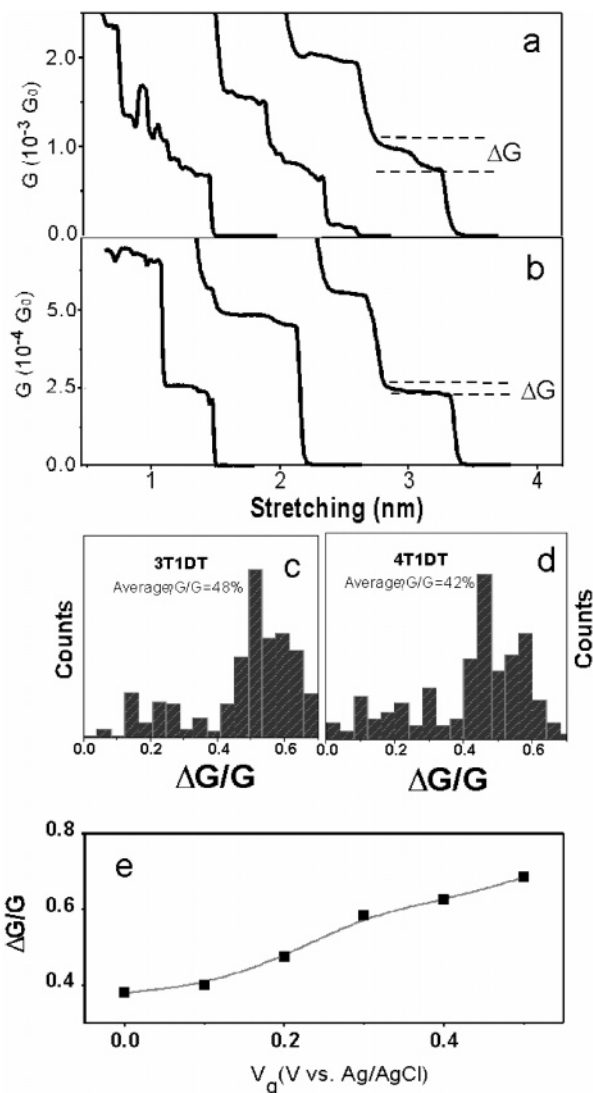 a
2.0
G (10⁻³ G₀)
1.0
ΔG
0.0
b
5.0
G (10⁻⁴ G₀)
2.5
ΔG
0.0
1 2 3 4
Stretching (nm)
3T1DT
c
Average,G/G=48%
Counts
0.0 0.2 0.4 0.6
ΔG/G
4T1DT
d
Average,G/G=42%
Counts
0.0 0.2 0.4 0.6
ΔG/G
0.8
e
ΔG/G
0.6
0.4
0.0 0.2 0.4
V_g(V vs. Ag/AgCl)